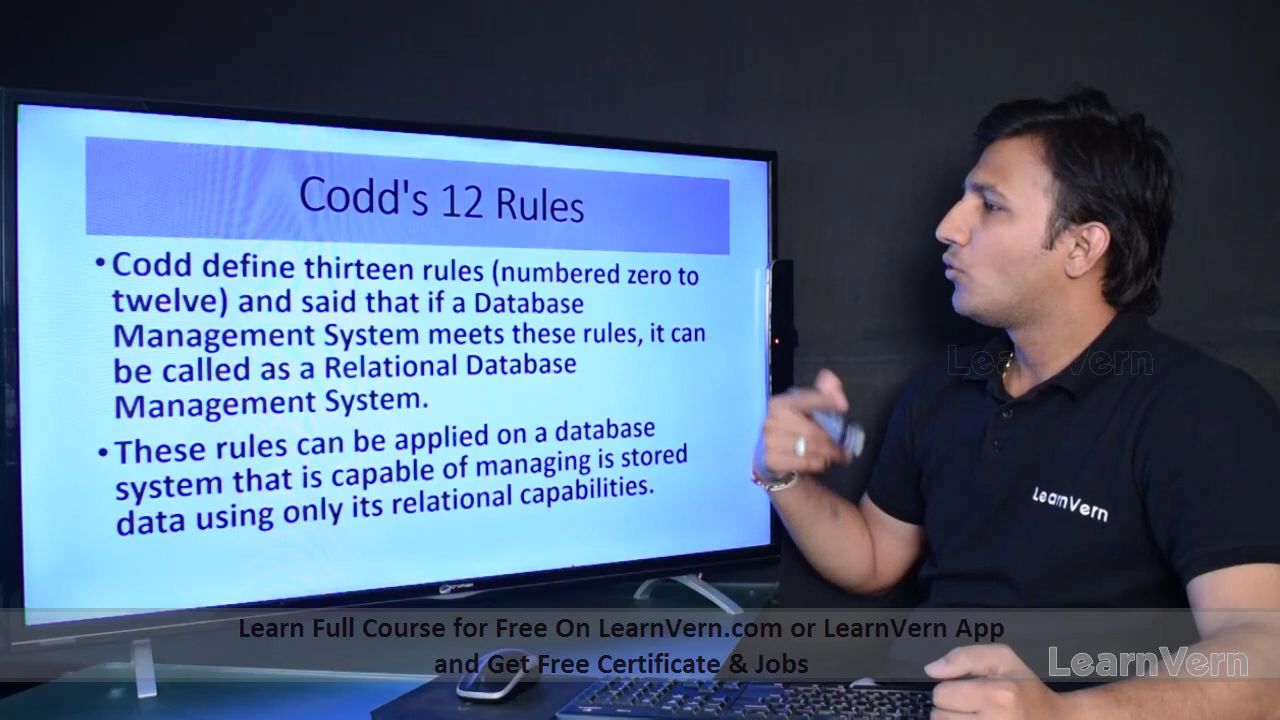 Codd's 12 Rules
• Codd define thirteen rules (numbered zero to
twelve) and said that if a Database
Management System meets these rules, it can
be called as a Relational Database
Management System.
• These rules can be applied on a database
system that is capable of managing is stored
data using only its relational capabilities.
LearnVern
LearnVern
Learn Full Course for Free On LearnVern.com or LearnVern App
and Get Free Certificate & Jobs
LearnVern